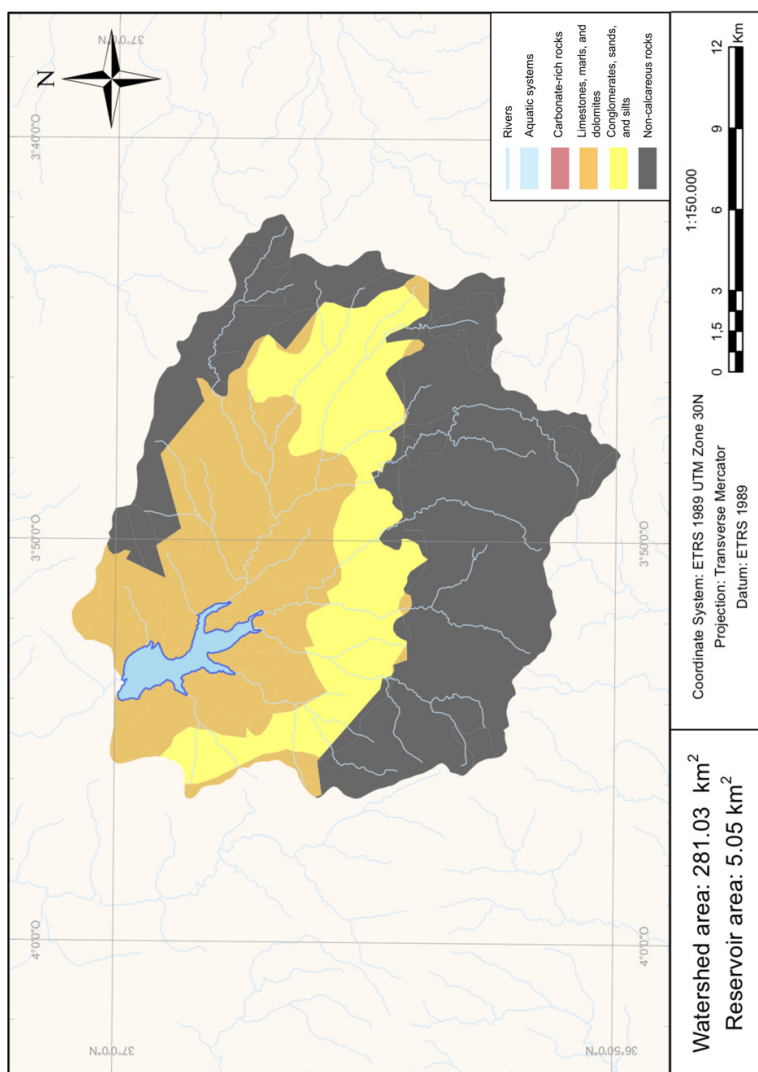 N
4°0'0"O
3°50'0"O
3°40'0"O
37°0'0"N
37°0'0"N
36°50'0"N
4°0'0"O
3°50'0"O
Rivers
Aquatic systems
Carbonate-rich rocks
Limestones, marls, and
dolomites
Conglomerates, sands,
and silts
Non-calcareous rocks
Watershed area: 281.03 km²
Reservoir area: 5.05 km²
Coordinate System: ETRS 1989 UTM Zone 30N
Projection: Transverse Mercator
Datum: ETRS 1989
1:150.000
0 1,5 3 6 9 12
Km